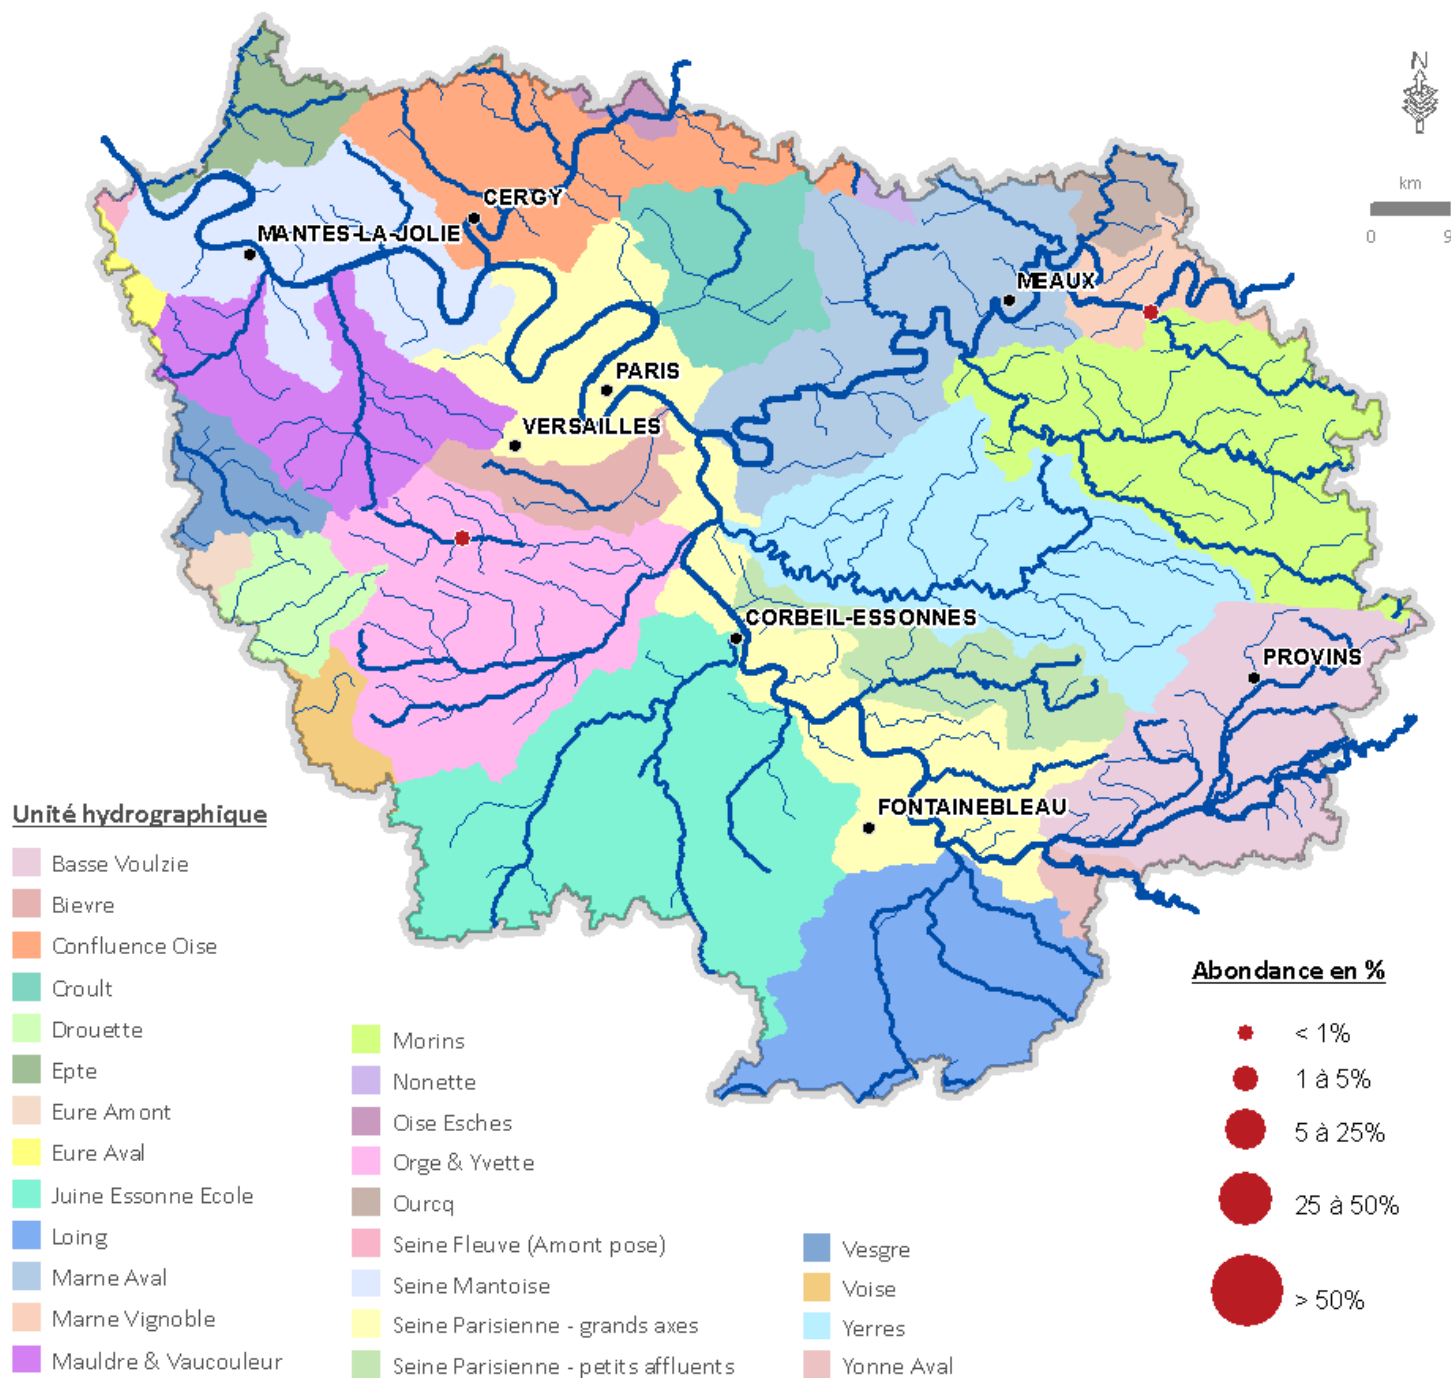 N
km
0 9
CERGY
MANTES-LA-JOLIE
MEAUX
PARIS
VERSAILLES
CORBEIL-ESSONNES
PROVINS
FONTAINEBLEAU
Unité hydrographique
Basse Voulzie
Bievre
Confluence Oise
Croult
Drouette
Epte
Eure Amont
Eure Aval
Juine Essonne Ecole
Loing
Marne Aval
Marne Vignoble
Mauldre & Vaucouleur
Morins
Nonette
Oise Esches
Orge & Yvette
Ourcq
Seine Fleuve (Amont pose)
Seine Mantoise
Seine Parisienne - grands axes
Seine Parisienne - petits affluents
Vesgre
Voise
Yerres
Yonne Aval
Abondance en %
< 1%
1 à 5%
5 à 25%
25 à 50%
> 50%